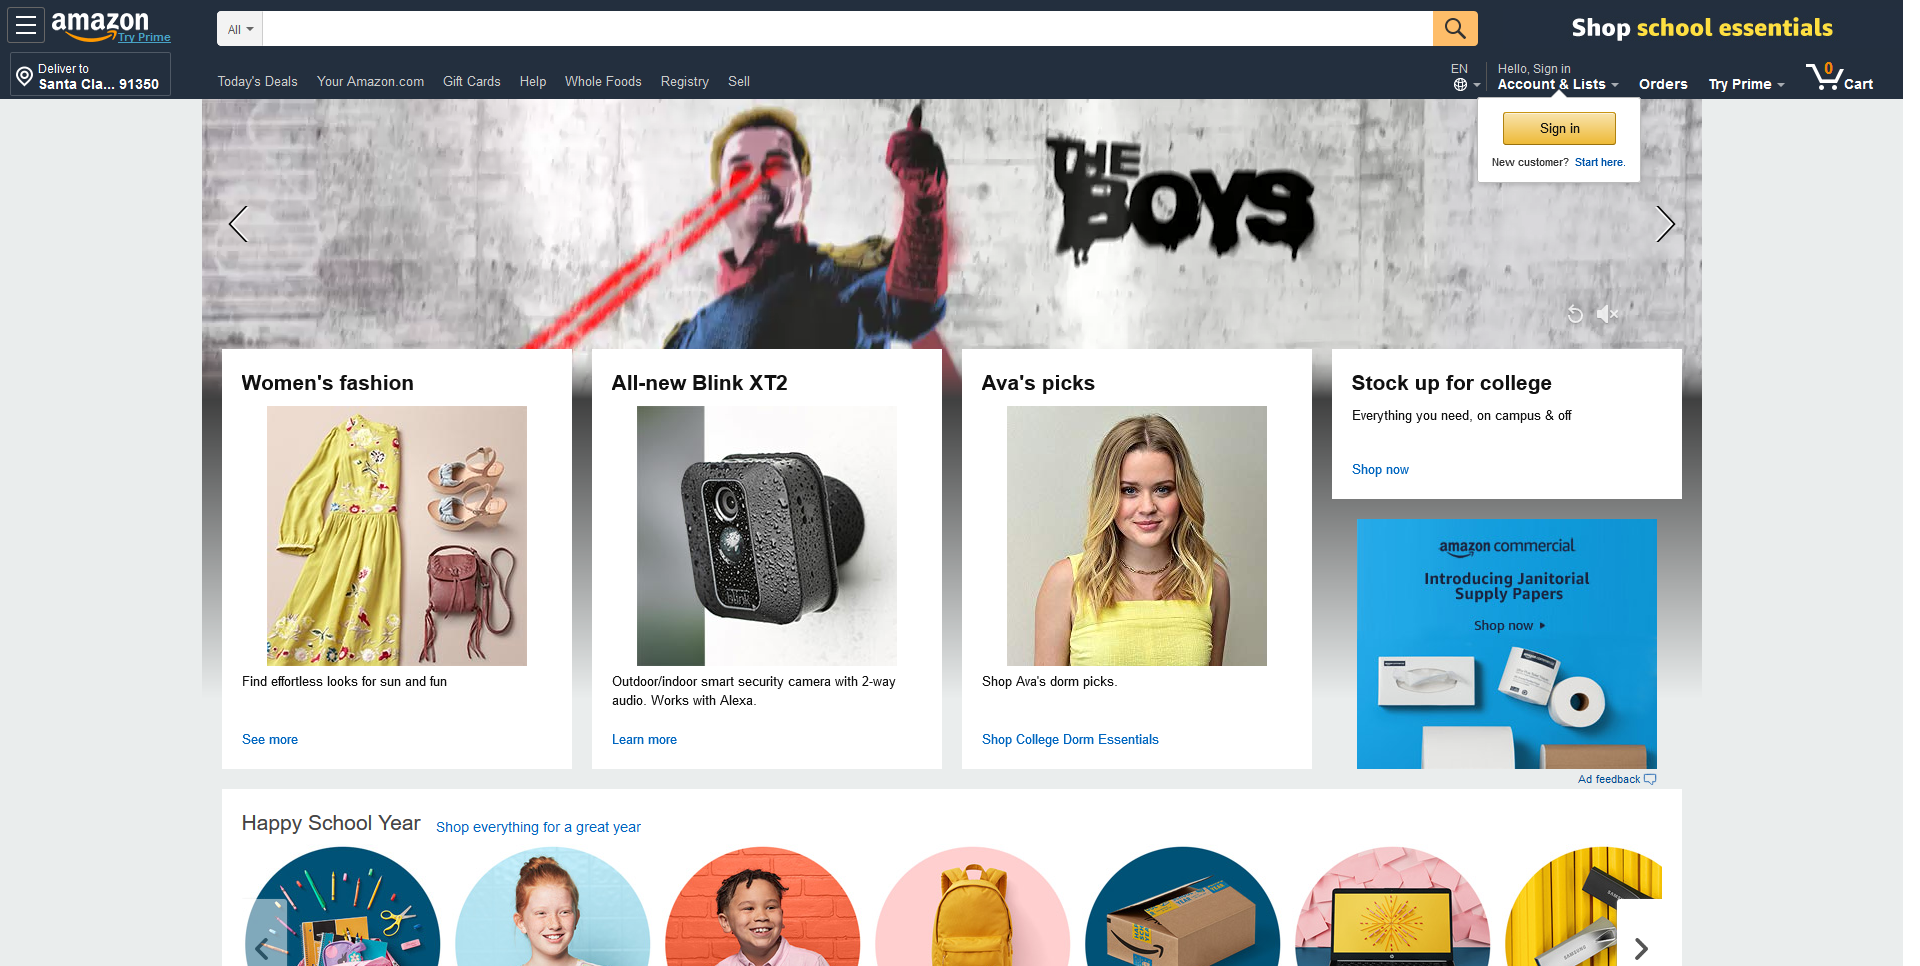 amazon
Try Prime
All
Shop school essentials
Deliver to
Santa Cla... 91350
Today's Deals
Your Amazon.com
Gift Cards
Help
Whole Foods
Registry
Sell
EN
Hello, Sign in
Account & Lists
Orders
Try Prime
0
Cart
Sign in
New customer? Start here.
THE
BOYS
Women's fashion
Find effortless looks for sun and fun
See more
All-new Blink XT2
blink
Outdoor/indoor smart security camera with 2-way
audio. Works with Alexa.
Learn more
Ava's picks
Shop Ava's dorm picks.
Shop College Dorm Essentials
Stock up for college
Everything you need, on campus & off
Shop now
amazon commercial
Introducing Janitorial
Supply Papers
Shop now
Ad feedback
Happy School Year
Shop everything for a great year
SAMSUNG
SAMSUNG